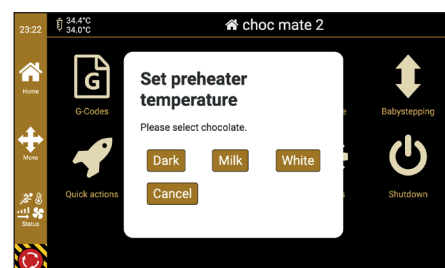 23:22
34.4°C
34.0°C
choc mate 2
Home
Move
Status
G-Codes
Babystepping
Quick actions
Shutdown
Set preheater
temperature
Please select chocolate.
Dark Milk White
Cancel